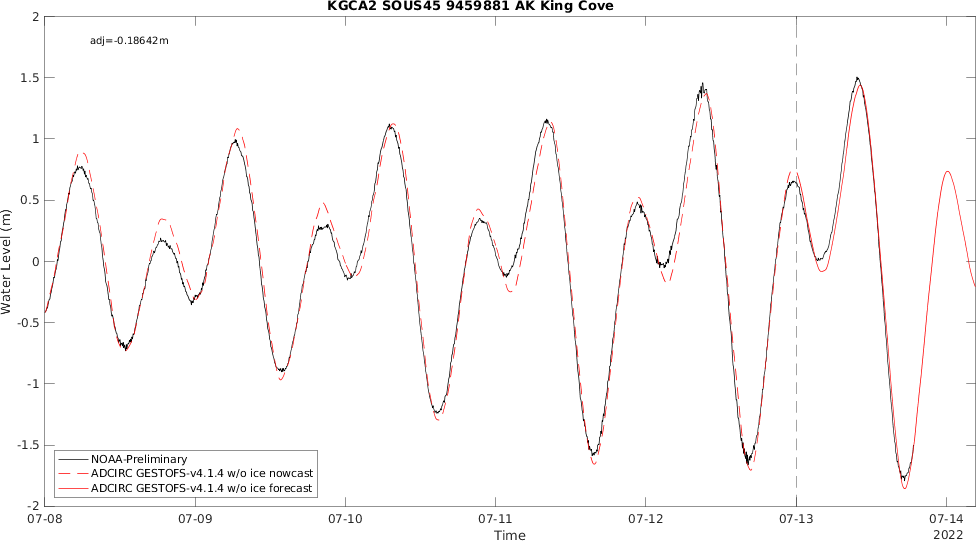 KGCA2 SOUS45 9459881 AK King Cove
adj=-0.18642m
2
1.5
1
0.5
0
-0.5
-1
-1.5
-2
Water Level (m)
NOAA-Preliminary
ADCIRC GESTOFS-v4.1.4 w/o ice nowcast
ADCIRC GESTOFS-v4.1.4 w/o ice forecast
07-08 07-09 07-10 07-11 07-12 07-13 07-14
Time 2022